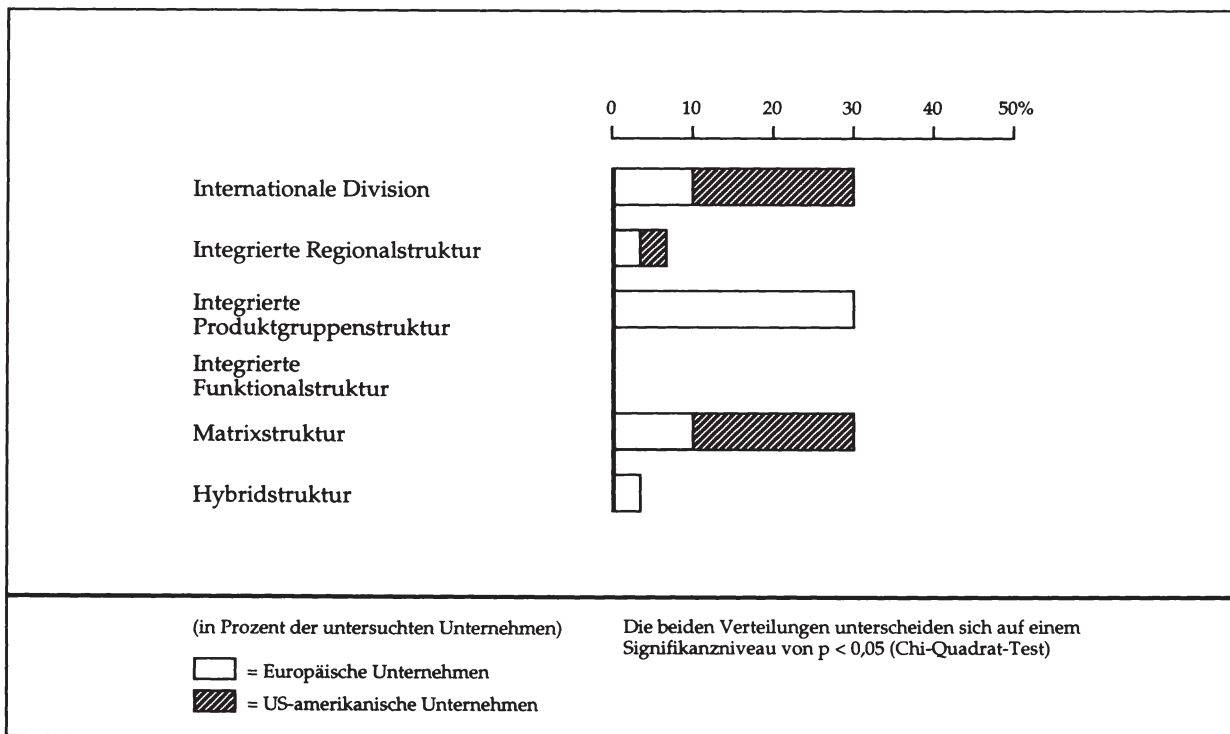 0 10 20 30 40 50%
Internationale Division
Integrierte Regionalstruktur
Integrierte
Produktgruppenstruktur
Integrierte
Funktionalstruktur
Matrixstruktur
Hybridstruktur
(in Prozent der untersuchten Unternehmen)
= Europäische Unternehmen
= US-amerikanische Unternehmen
Die beiden Verteilungen unterscheiden sich auf einem
Signifikanzniveau von p < 0,05 (Chi-Quadrat-Test)